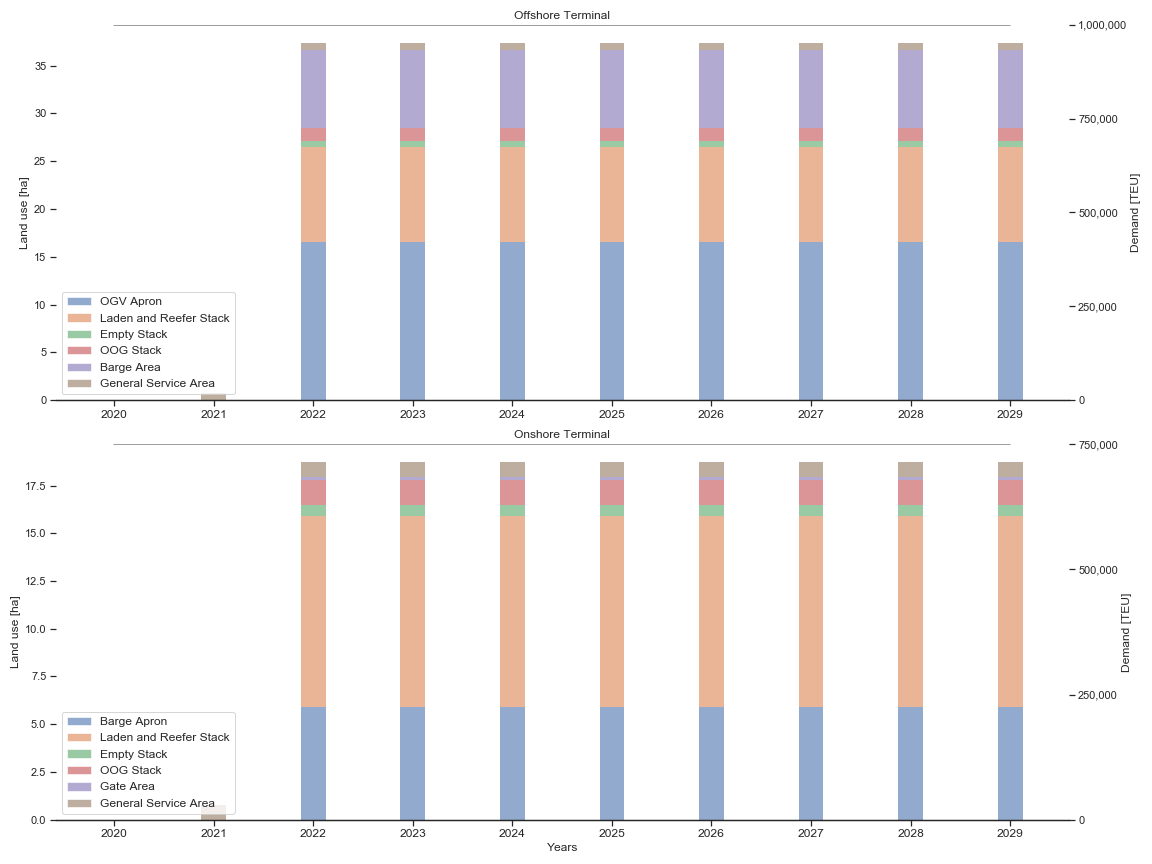 Offshore Terminal
1,000,000
35
30
750,000
25
20
500,000
Land use [ha]
Demand [TEU]
15
10
250,000
5
0
0
OGV Apron
Laden and Reefer Stack
Empty Stack
OOG Stack
Barge Area
General Service Area
2020 2021 2022 2023 2024 2025 2026 2027 2028 2029
Onshore Terminal
750,000
17.5
15.0
500,000
12.5
10.0
Land use [ha]
Demand [TEU]
7.5
250,000
5.0
2.5
0.0
0
Barge Apron
Laden and Reefer Stack
Empty Stack
OOG Stack
Gate Area
General Service Area
2020 2021 2022 2023 2024 2025 2026 2027 2028 2029
Years